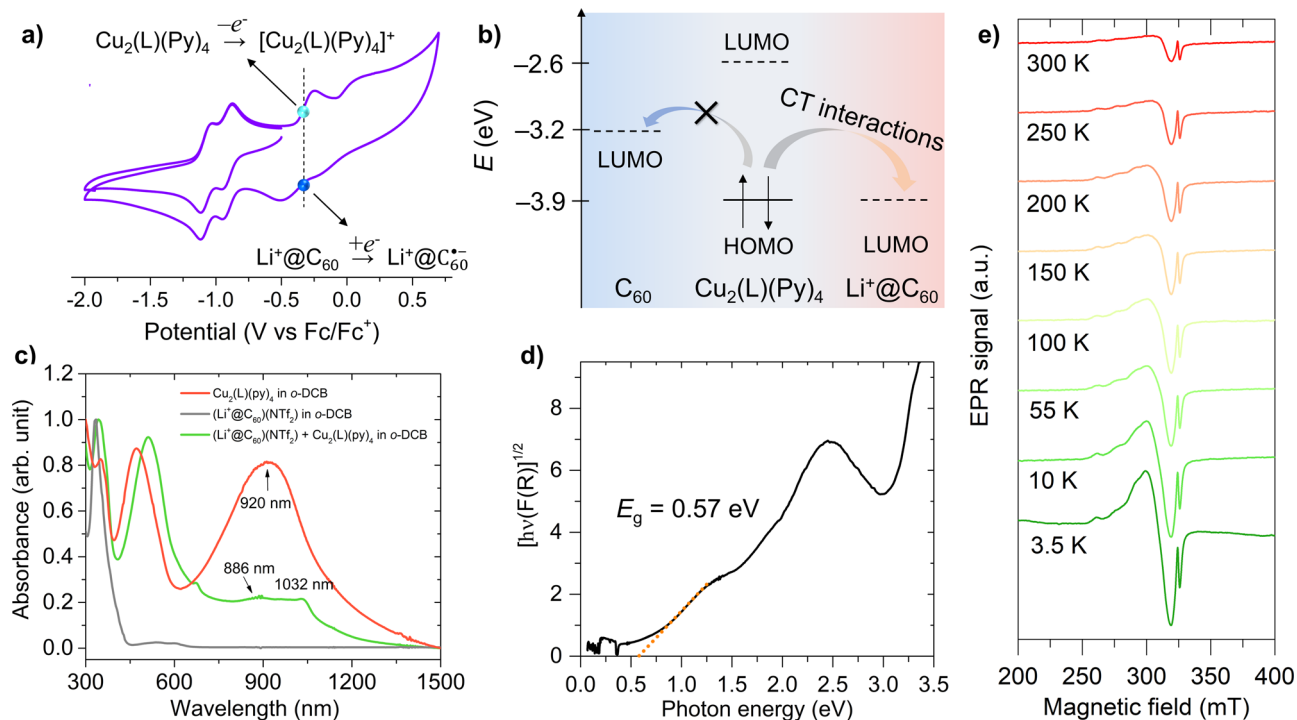 a)
Cu₂(L)(Py)₄ −e⁻→ [Cu₂(L)(Py)₄]⁺
Li⁺@C₆₀ +e⁻→ Li⁺@C₆₀•−
-2.0 -1.5 -1.0 -0.5 0.0 0.5
Potential (V vs Fc/Fc⁺)
b)
E (eV)
−2.6
−3.2
−3.9
LUMO
CT interactions
LUMO
HOMO
LUMO
C₆₀
Cu₂(L)(Py)₄
Li⁺@C₆₀
c)
Absorbance (arb. unit)
1.2
1.0
0.8
0.6
0.4
0.2
0.0
Cu₂(L)(py)₄ in o-DCB
(Li⁺@C₆₀)(NTf₂) in o-DCB
(Li⁺@C₆₀)(NTf₂) + Cu₂(L)(py)₄ in o-DCB
920 nm
886 nm
1032 nm
300 600 900 1200 1500
Wavelength (nm)
d)
[hν(F(R)]¹/²
8
6
4
2
0
E_g = 0.57 eV
0.0 0.5 1.0 1.5 2.0 2.5 3.0 3.5
Photon energy (eV)
e)
EPR signal (a.u.)
300 K
250 K
200 K
150 K
100 K
55 K
10 K
3.5 K
200 250 300 350 400
Magnetic field (mT)